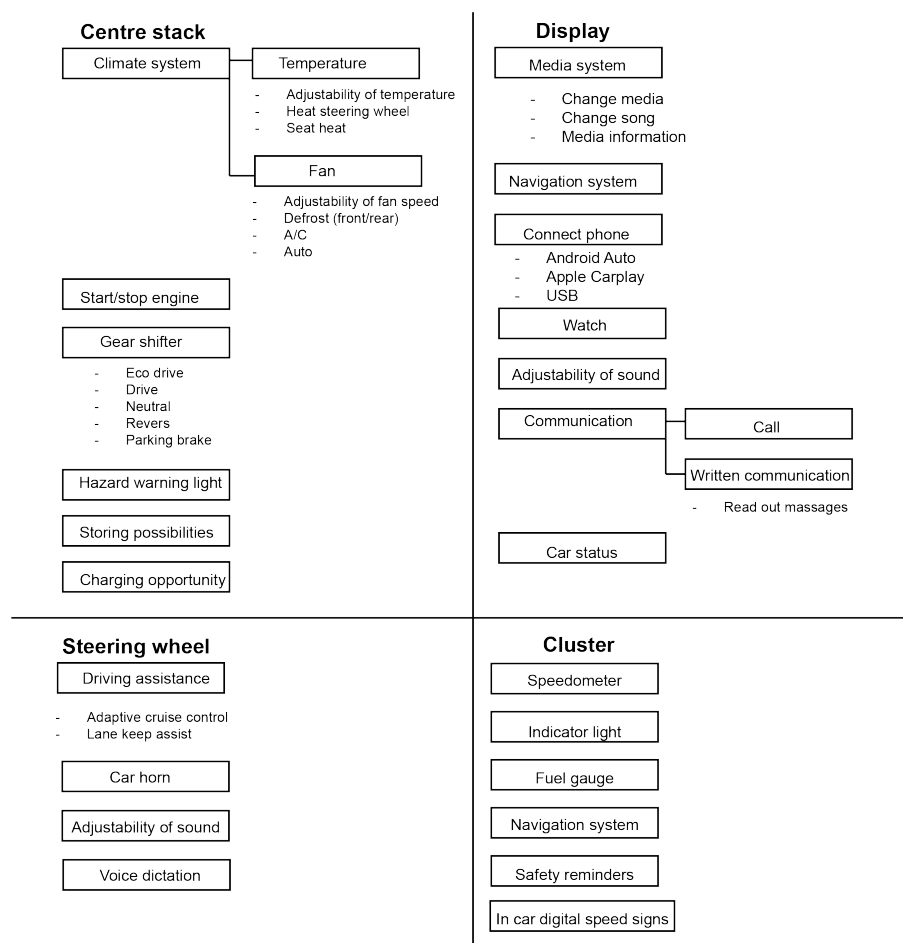 Centre stack
Climate system
Temperature
- Adjustability of temperature
- Heat steering wheel
- Seat heat
Fan
- Adjustability of fan speed
- Defrost (front/rear)
- A/C
- Auto
Start/stop engine
Gear shifter
- Eco drive
- Drive
- Neutral
- Revers
- Parking brake
Hazard warning light
Storing possibilities
Charging opportunity
Display
Media system
- Change media
- Change song
- Media information
Navigation system
Connect phone
- Android Auto
- Apple Carplay
- USB
Watch
Adjustability of sound
Communication
Call
Written communication
- Read out massages
Car status
Steering wheel
Driving assistance
- Adaptive cruise control
- Lane keep assist
Car horn
Adjustability of sound
Voice dictation
Cluster
Speedometer
Indicator light
Fuel gauge
Navigation system
Safety reminders
In car digital speed signs